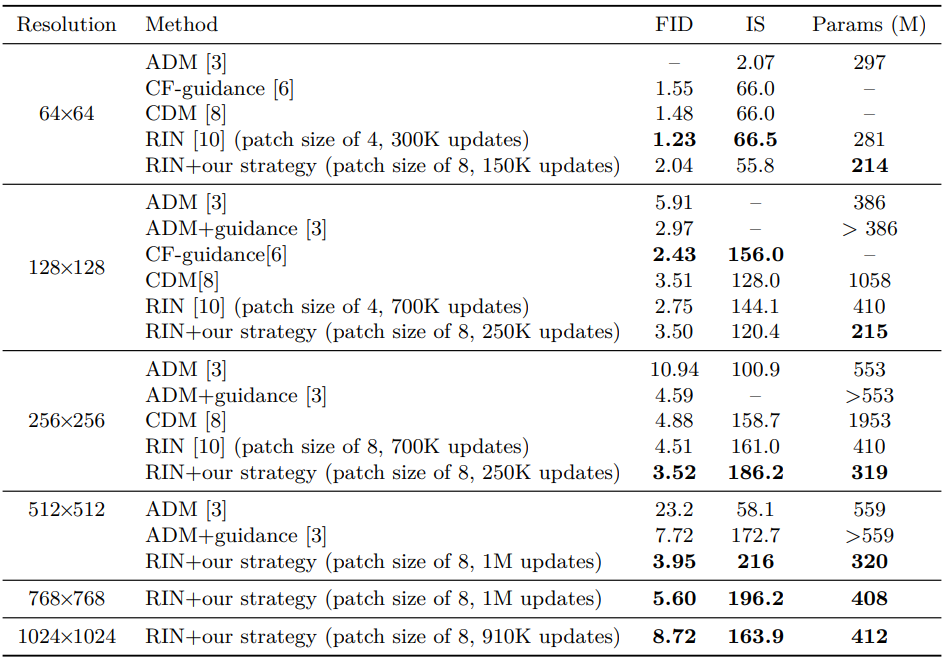 Resolution Method FID IS Params (M)
ADM [3] – 2.07 297
CF-guidance [6] 1.55 66.0 –
64×64 CDM [8] 1.48 66.0 –
RIN [10] (patch size of 4, 300K updates) 1.23 66.5 281
RIN+our strategy (patch size of 8, 150K updates) 2.04 55.8 214
ADM [3] 5.91 – 386
ADM+guidance [3] 2.97 – > 386
CF-guidance[6] 2.43 156.0 –
128×128 CDM[8] 3.51 128.0 1058
RIN [10] (patch size of 4, 700K updates) 2.75 144.1 410
RIN+our strategy (patch size of 8, 250K updates) 3.50 120.4 215
ADM [3] 10.94 100.9 553
ADM+guidance [3] 4.59 – >553
256×256 CDM [8] 4.88 158.7 1953
RIN [10] (patch size of 8, 700K updates) 4.51 161.0 410
RIN+our strategy (patch size of 8, 250K updates) 3.52 186.2 319
512×512 ADM [3] 23.2 58.1 559
ADM+guidance [3] 7.72 172.7 >559
RIN+our strategy (patch size of 8, 1M updates) 3.95 216 320
768×768 RIN+our strategy (patch size of 8, 1M updates) 5.60 196.2 408
1024×1024 RIN+our strategy (patch size of 8, 910K updates) 8.72 163.9 412